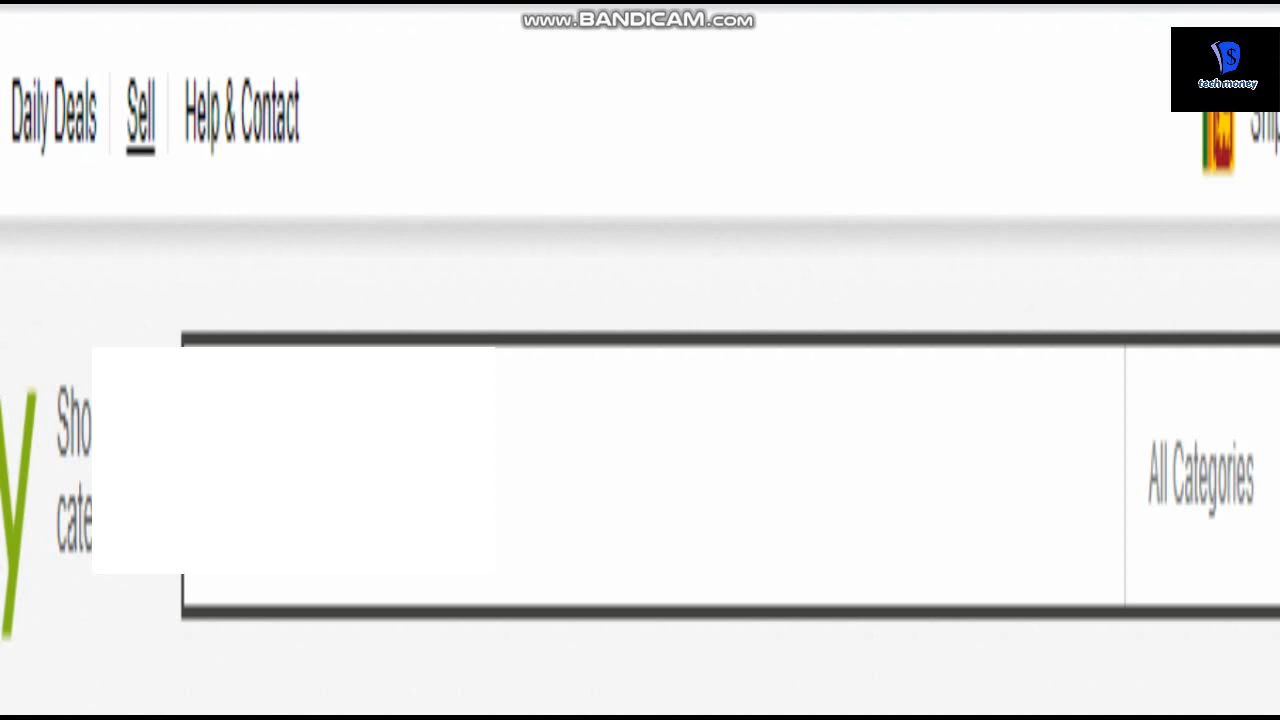 www.BANDICAM.com
tech money
Daily Deals
Sell
Help & Contact
y
All Categories